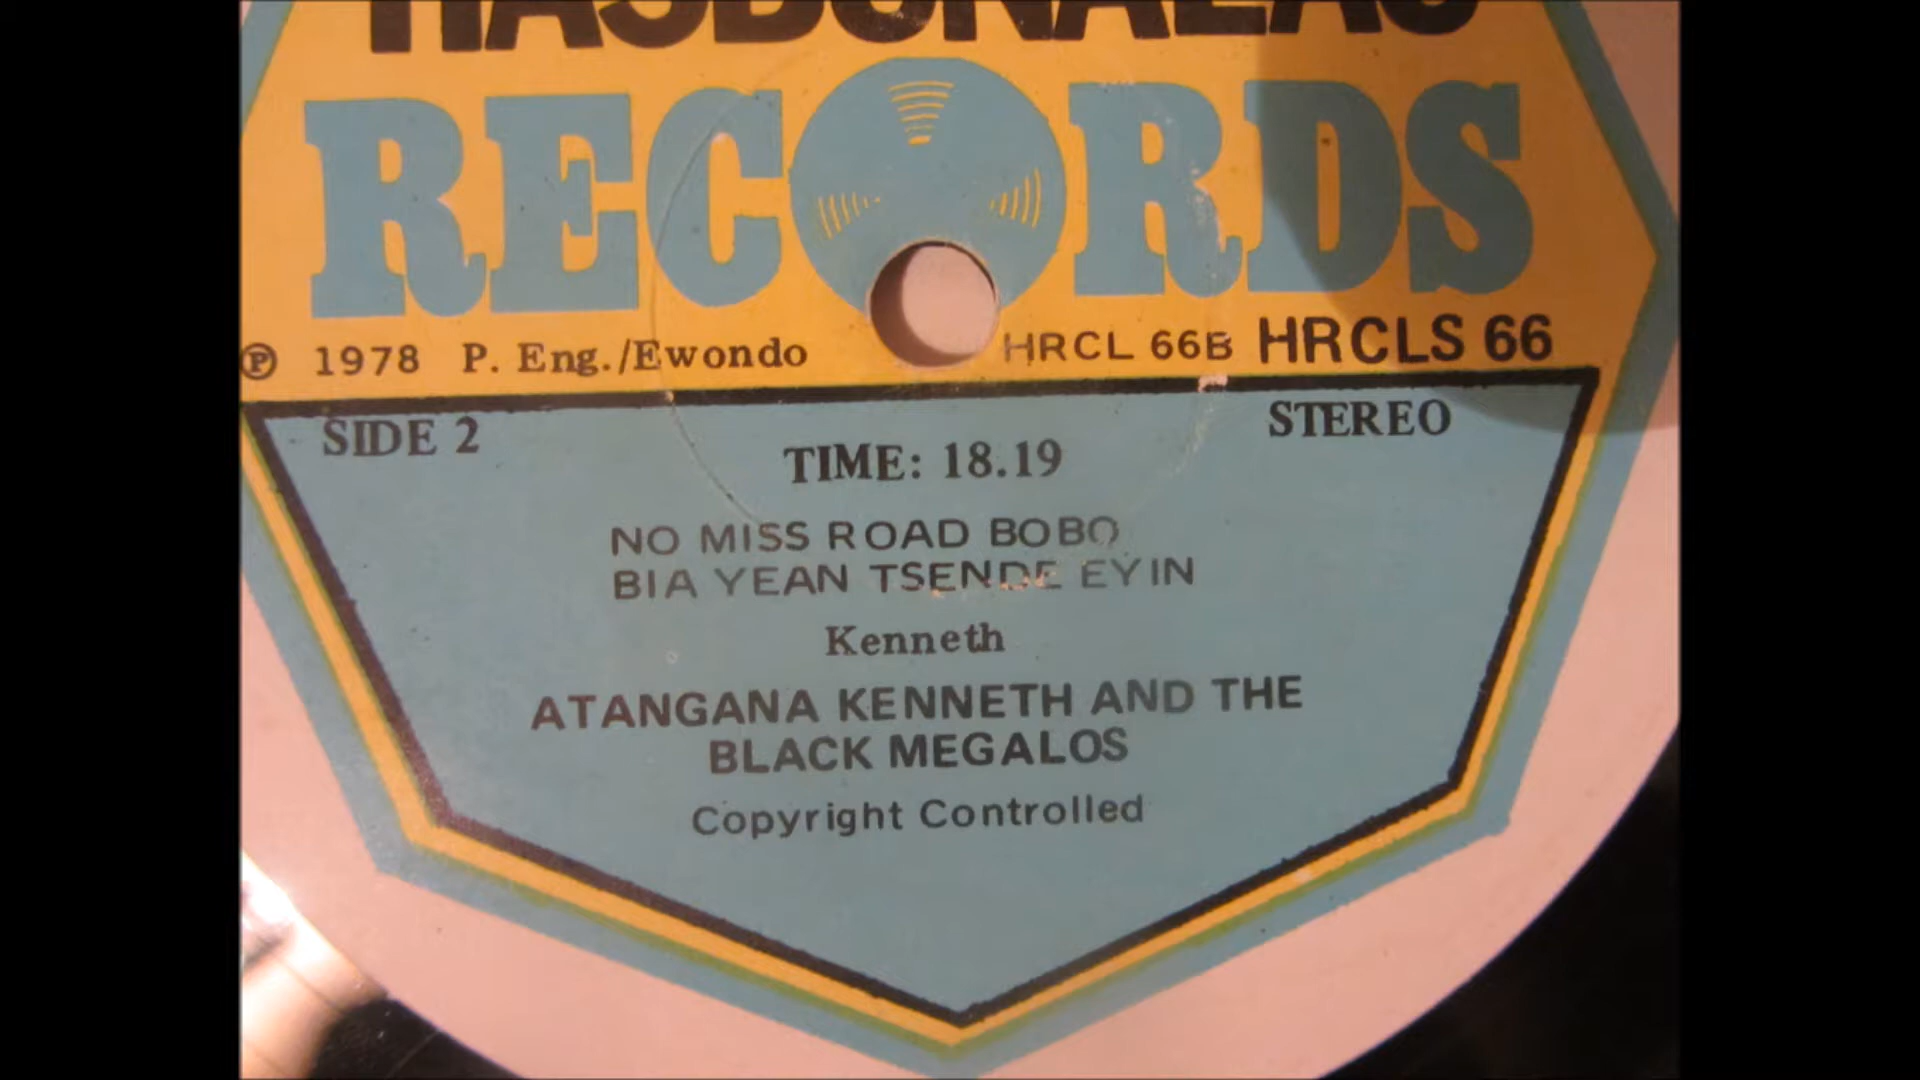 HASBUNALAU
RECORDS
Ⓟ 1978 P. Eng./Ewondo HRCL 66B HRCLS 66
SIDE 2 STEREO
TIME: 18.19
NO MISS ROAD BOBO
BIA YEAN TSENDE EYIN
Kenneth
ATANGANA KENNETH AND THE
BLACK MEGALOS
Copyright Controlled